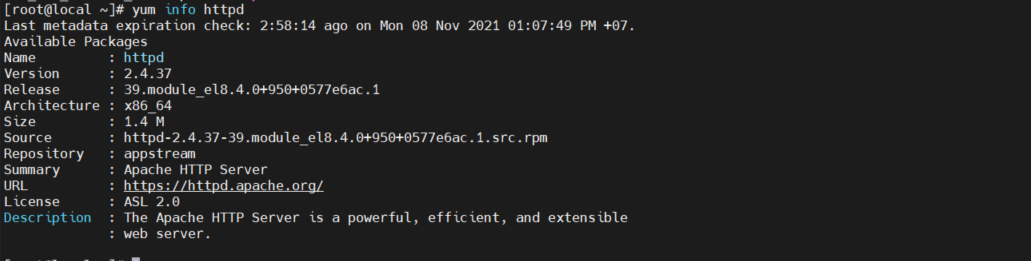 [root@local ~]# yum info httpd
Last metadata expiration check: 2:58:14 ago on Mon 08 Nov 2021 01:07:49 PM +07.
Available Packages
Name         : httpd
Version      : 2.4.37
Release      : 39.module_el8.4.0+950+0577e6ac.1
Architecture : x86_64
Size         : 1.4 M
Source       : httpd-2.4.37-39.module_el8.4.0+950+0577e6ac.1.src.rpm
Repository   : appstream
Summary      : Apache HTTP Server
URL          : https://httpd.apache.org/
License      : ASL 2.0
Description  : The Apache HTTP Server is a powerful, efficient, and extensible
             : web server.